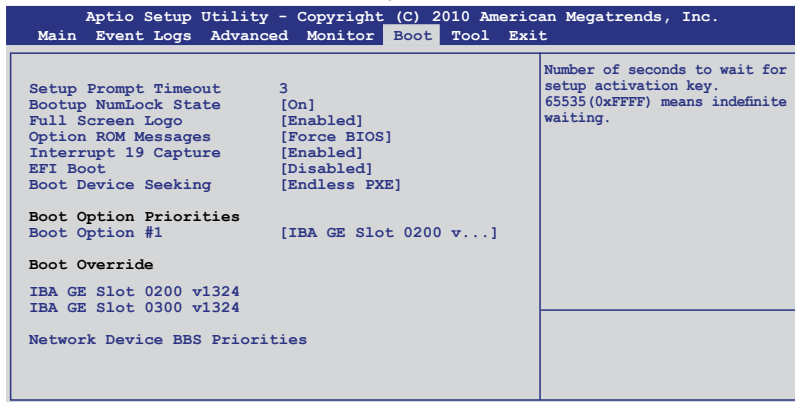 Aptio Setup Utility - Copyright (C) 2010 American Megatrends, Inc.
Main Event Logs Advanced Monitor Boot Tool Exit
Setup Prompt Timeout 3
Bootup NumLock State [On]
Full Screen Logo [Enabled]
Option ROM Messages [Force BIOS]
Interrupt 19 Capture [Enabled]
EFI Boot [Disabled]
Boot Device Seeking [Endless PXE]
Boot Option Priorities
Boot Option #1 [IBA GE Slot 0200 v...]
Boot Override
IBA GE Slot 0200 v1324
IBA GE Slot 0300 v1324
Network Device BBS Priorities
Number of seconds to wait for
setup activation key.
65535(0xFFFF) means indefinite
waiting.